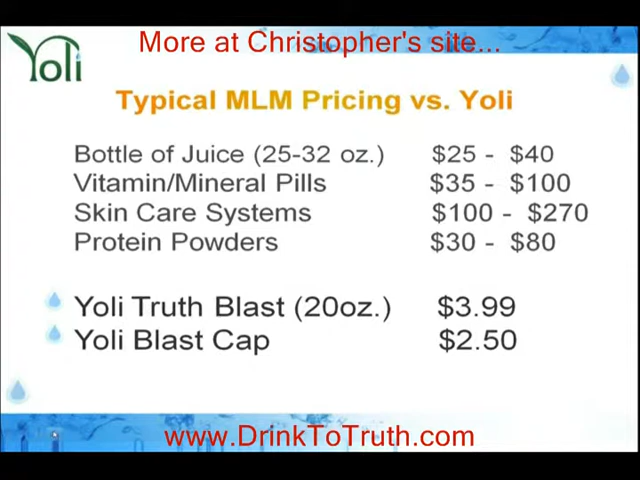 More at Christopher's site...
Yoli
Typical MLM Pricing vs. Yoli
Bottle of Juice (25-32 oz.) $25 - $40
Vitamin/Mineral Pills $35 - $100
Skin Care Systems $100 - $270
Protein Powders $30 - $80
Yoli Truth Blast (20oz.) $3.99
Yoli Blast Cap $2.50
www.DrinkToTruth.com